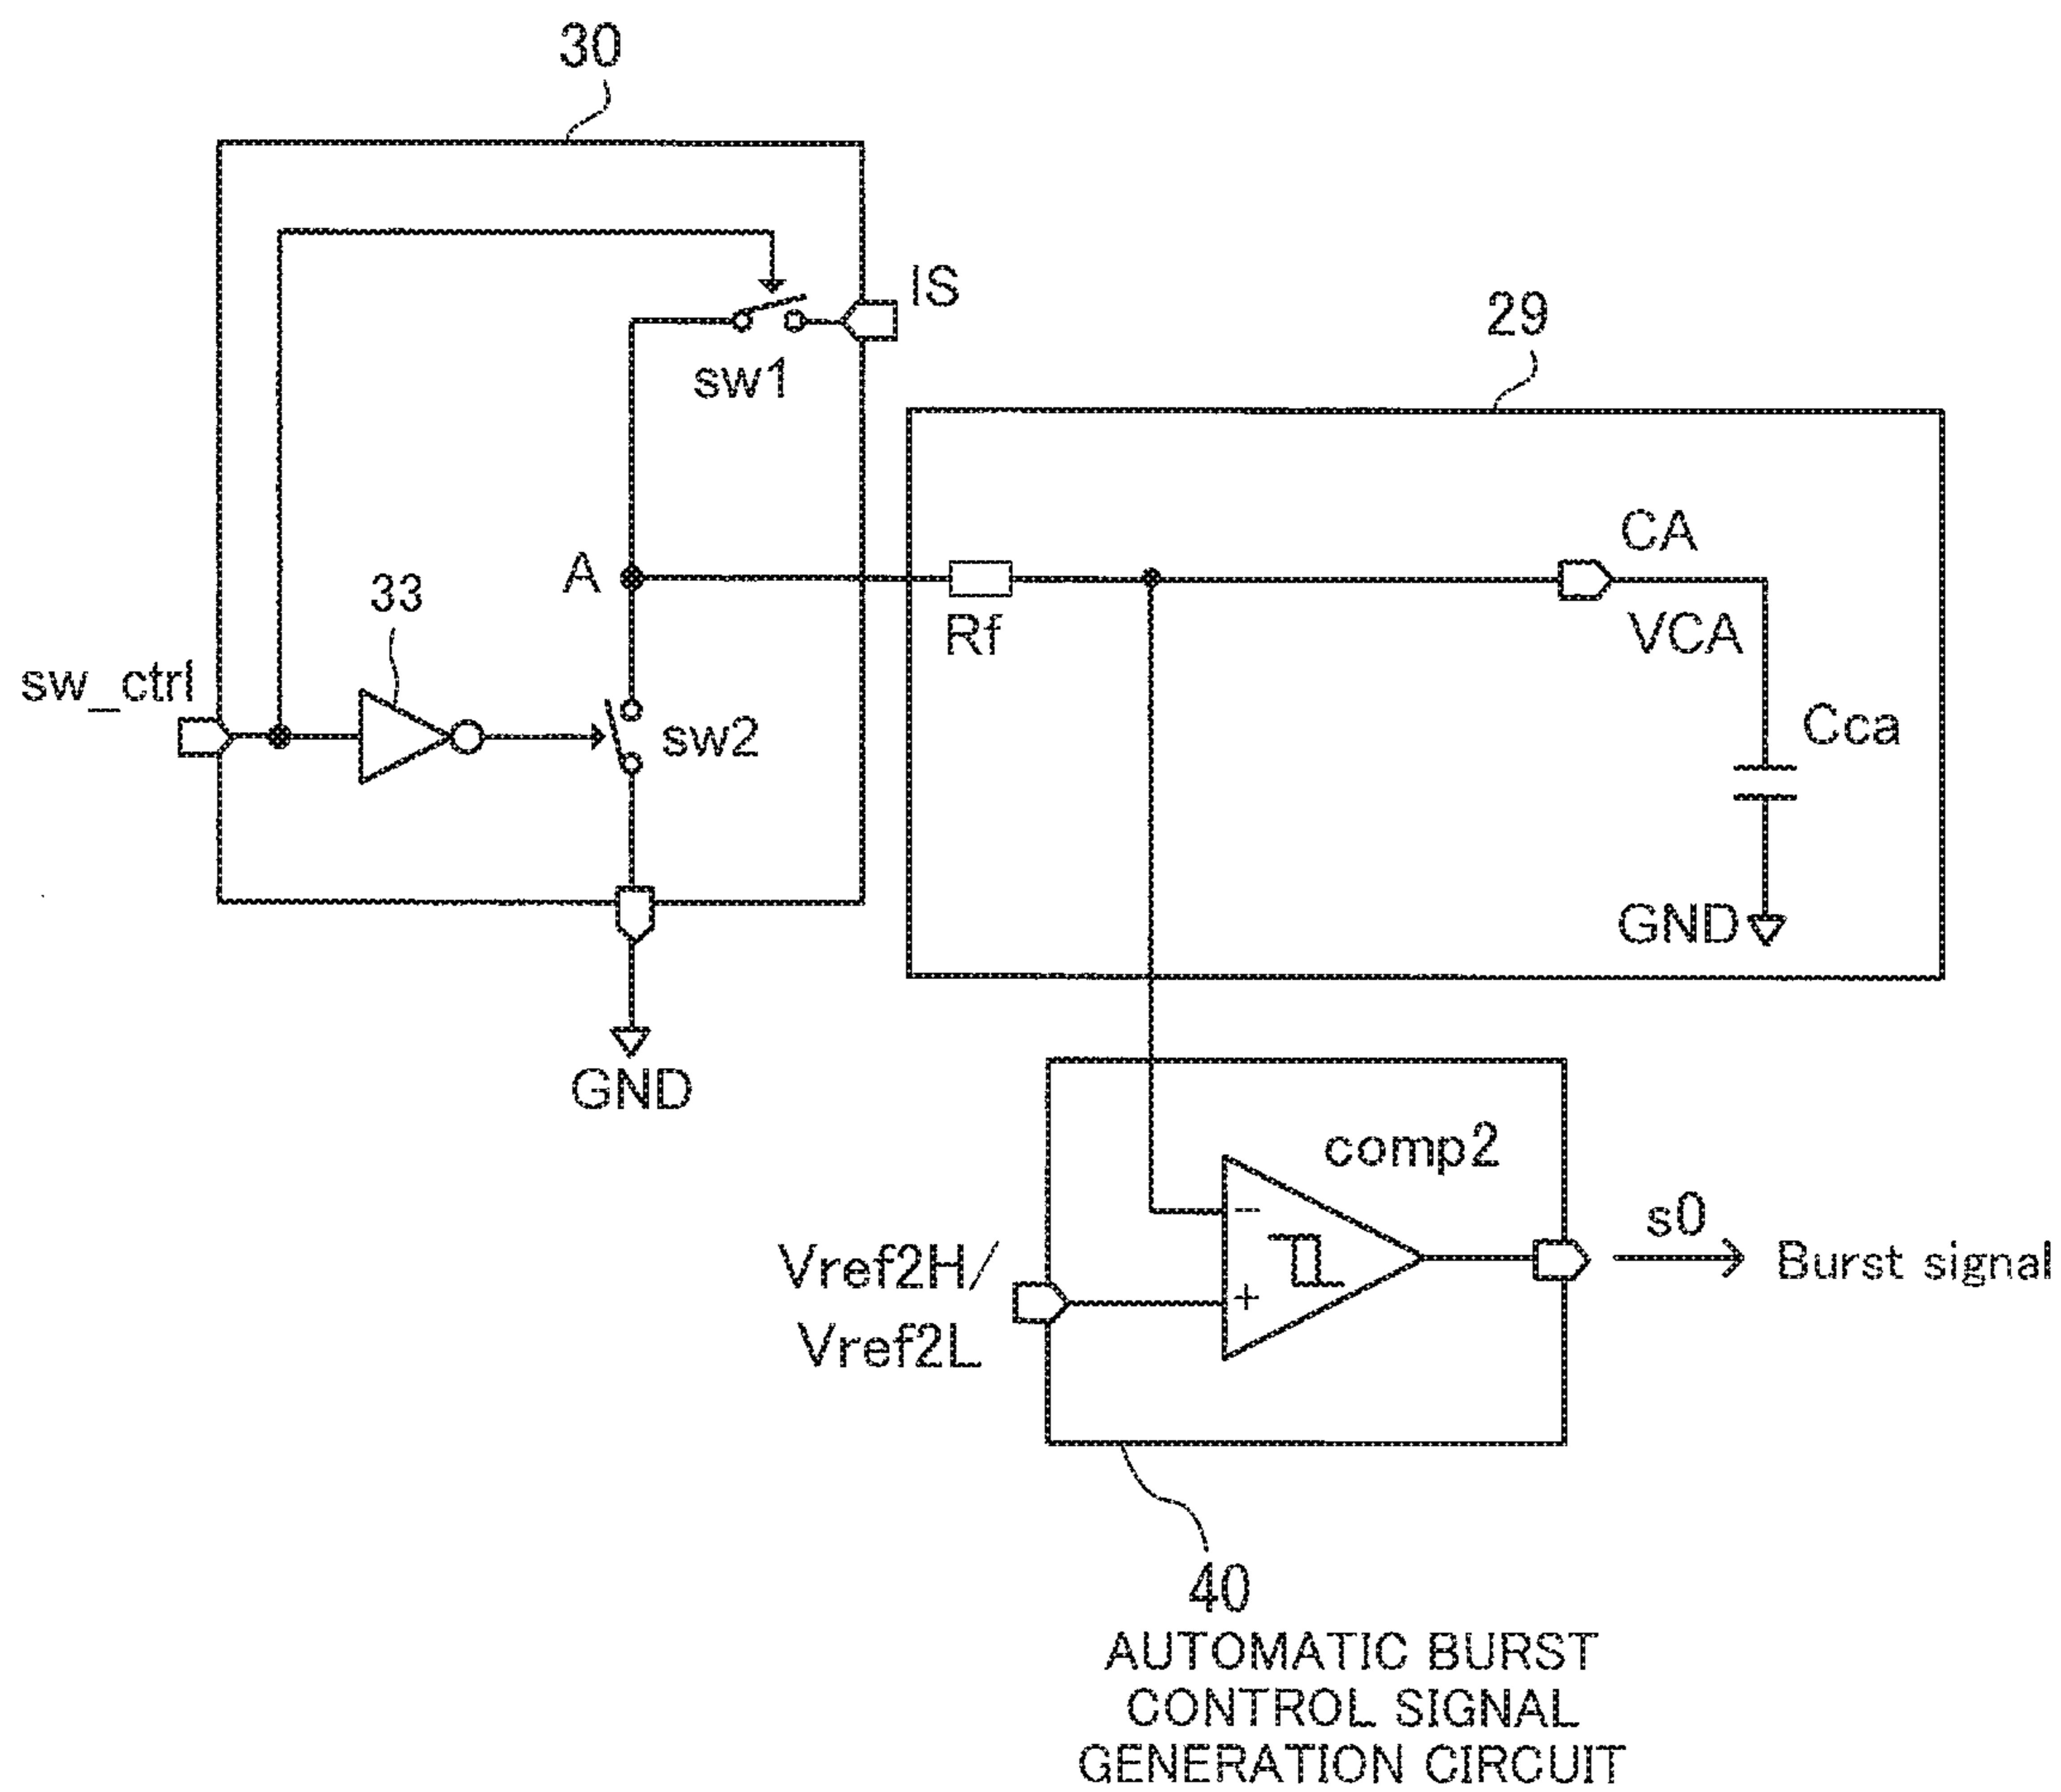 30
IS
sw1
29
CA
A
33
Rf
VCA
sw_ctrl
sw2
Cca
GND
GND
comp2
s0
Vref2H/
Vref2L
Burst signal
-
+
40
AUTOMATIC BURST
CONTROL SIGNAL
GENERATION CIRCUIT